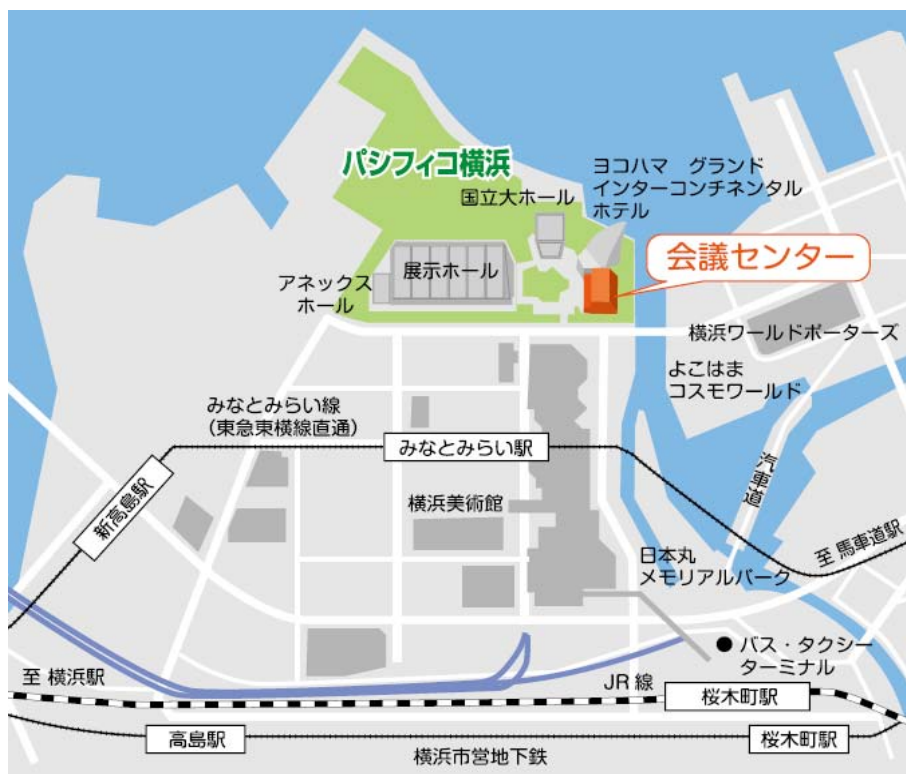 パシフィコ横浜
ヨコハマ グランド
インターコンチネンタル
ホテル
国立大ホール
会議センター
展示ホール
アネックス
ホール
横浜ワールドポーターズ
よこはま
コスモワールド
みなとみらい線
(東急東横線直通)
みなとみらい駅
汽車道
新高島駅
横浜美術館
至 馬車道駅
日本丸
メモリアルパーク
バス・タクシー
ターミナル
至 横浜駅
JR 線
桜木町駅
高島駅
桜木町駅
横浜市営地下鉄